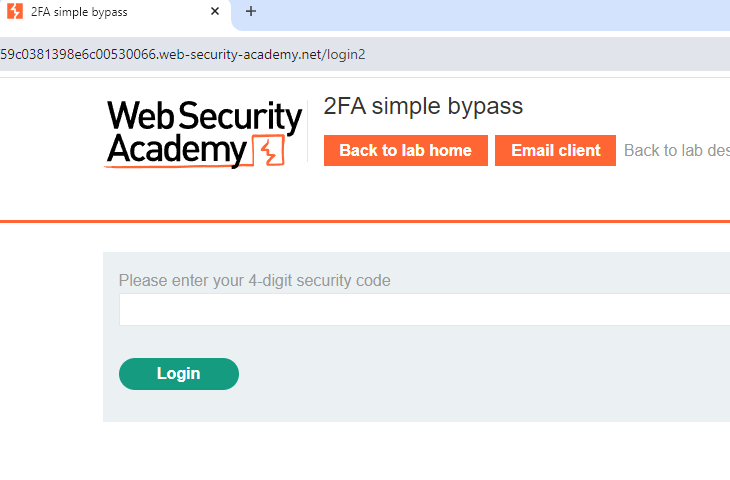 2FA simple bypass
59c0381398e6c00530066.web-security-academy.net/login2
Web Security
Academy
2FA simple bypass
Back to lab home
Email client
Back to lab des
Please enter your 4-digit security code
Login